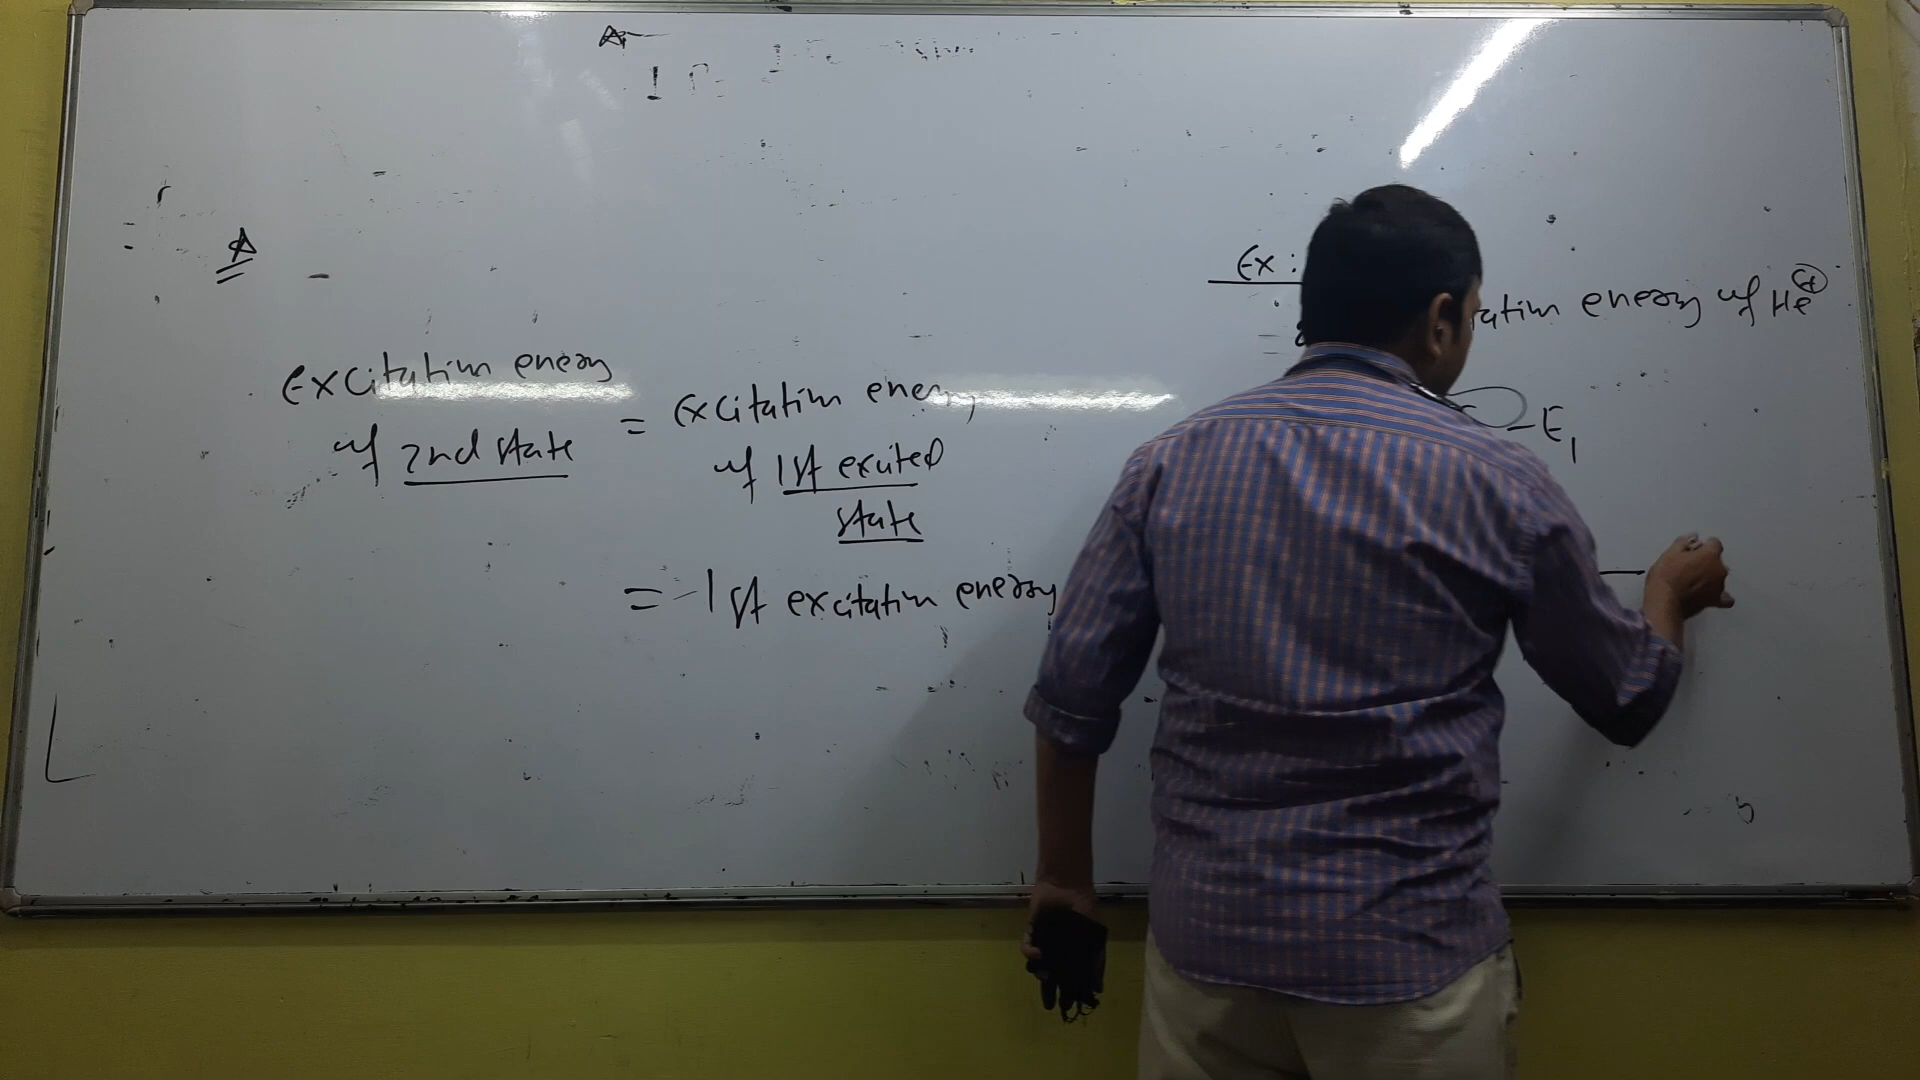 Excitation energy
of 2nd state
= Excitation energy
of 1st excited
state
= 1st excitation energy
Ex:
energy of He⊕
– E₁